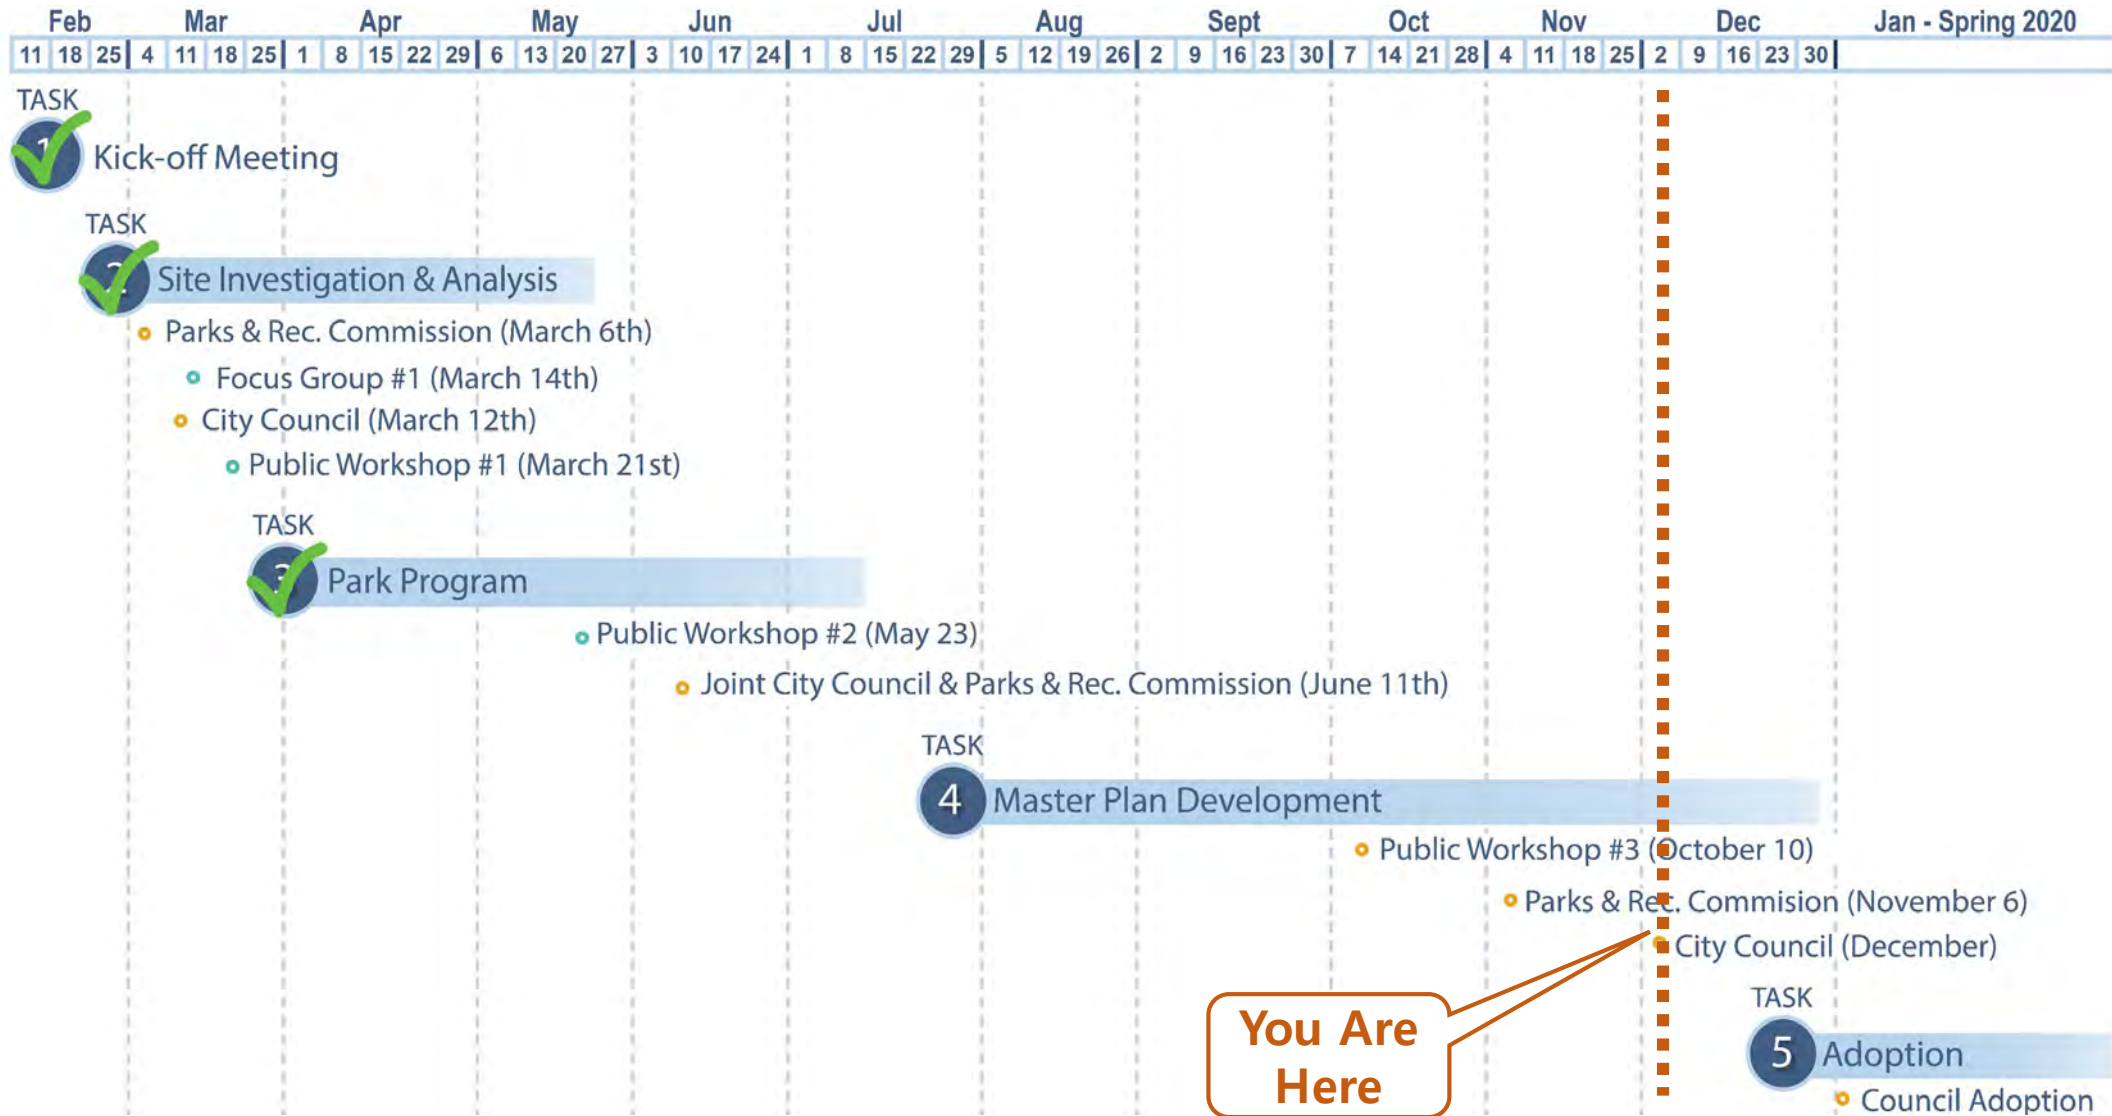 Feb Mar Apr May Jun Jul Aug Sept Oct Nov Dec Jan - Spring 2020
11 18 25 4 11 18 25 1 8 15 22 29 6 13 20 27 3 10 17 24 1 8 15 22 29 5 12 19 26 2 9 16 23 30 7 14 21 28 4 11 18 25 2 9 16 23 30
TASK
1 Kick-off Meeting
TASK
2 Site Investigation & Analysis
Parks & Rec. Commission (March 6th)
Focus Group #1 (March 14th)
City Council (March 12th)
Public Workshop #1 (March 21st)
TASK
3 Park Program
Public Workshop #2 (May 23)
Joint City Council & Parks & Rec. Commission (June 11th)
TASK
4 Master Plan Development
Public Workshop #3 (October 10)
Parks & Rec. Commision (November 6)
City Council (December)
You Are
Here
TASK
5 Adoption
Council Adoption